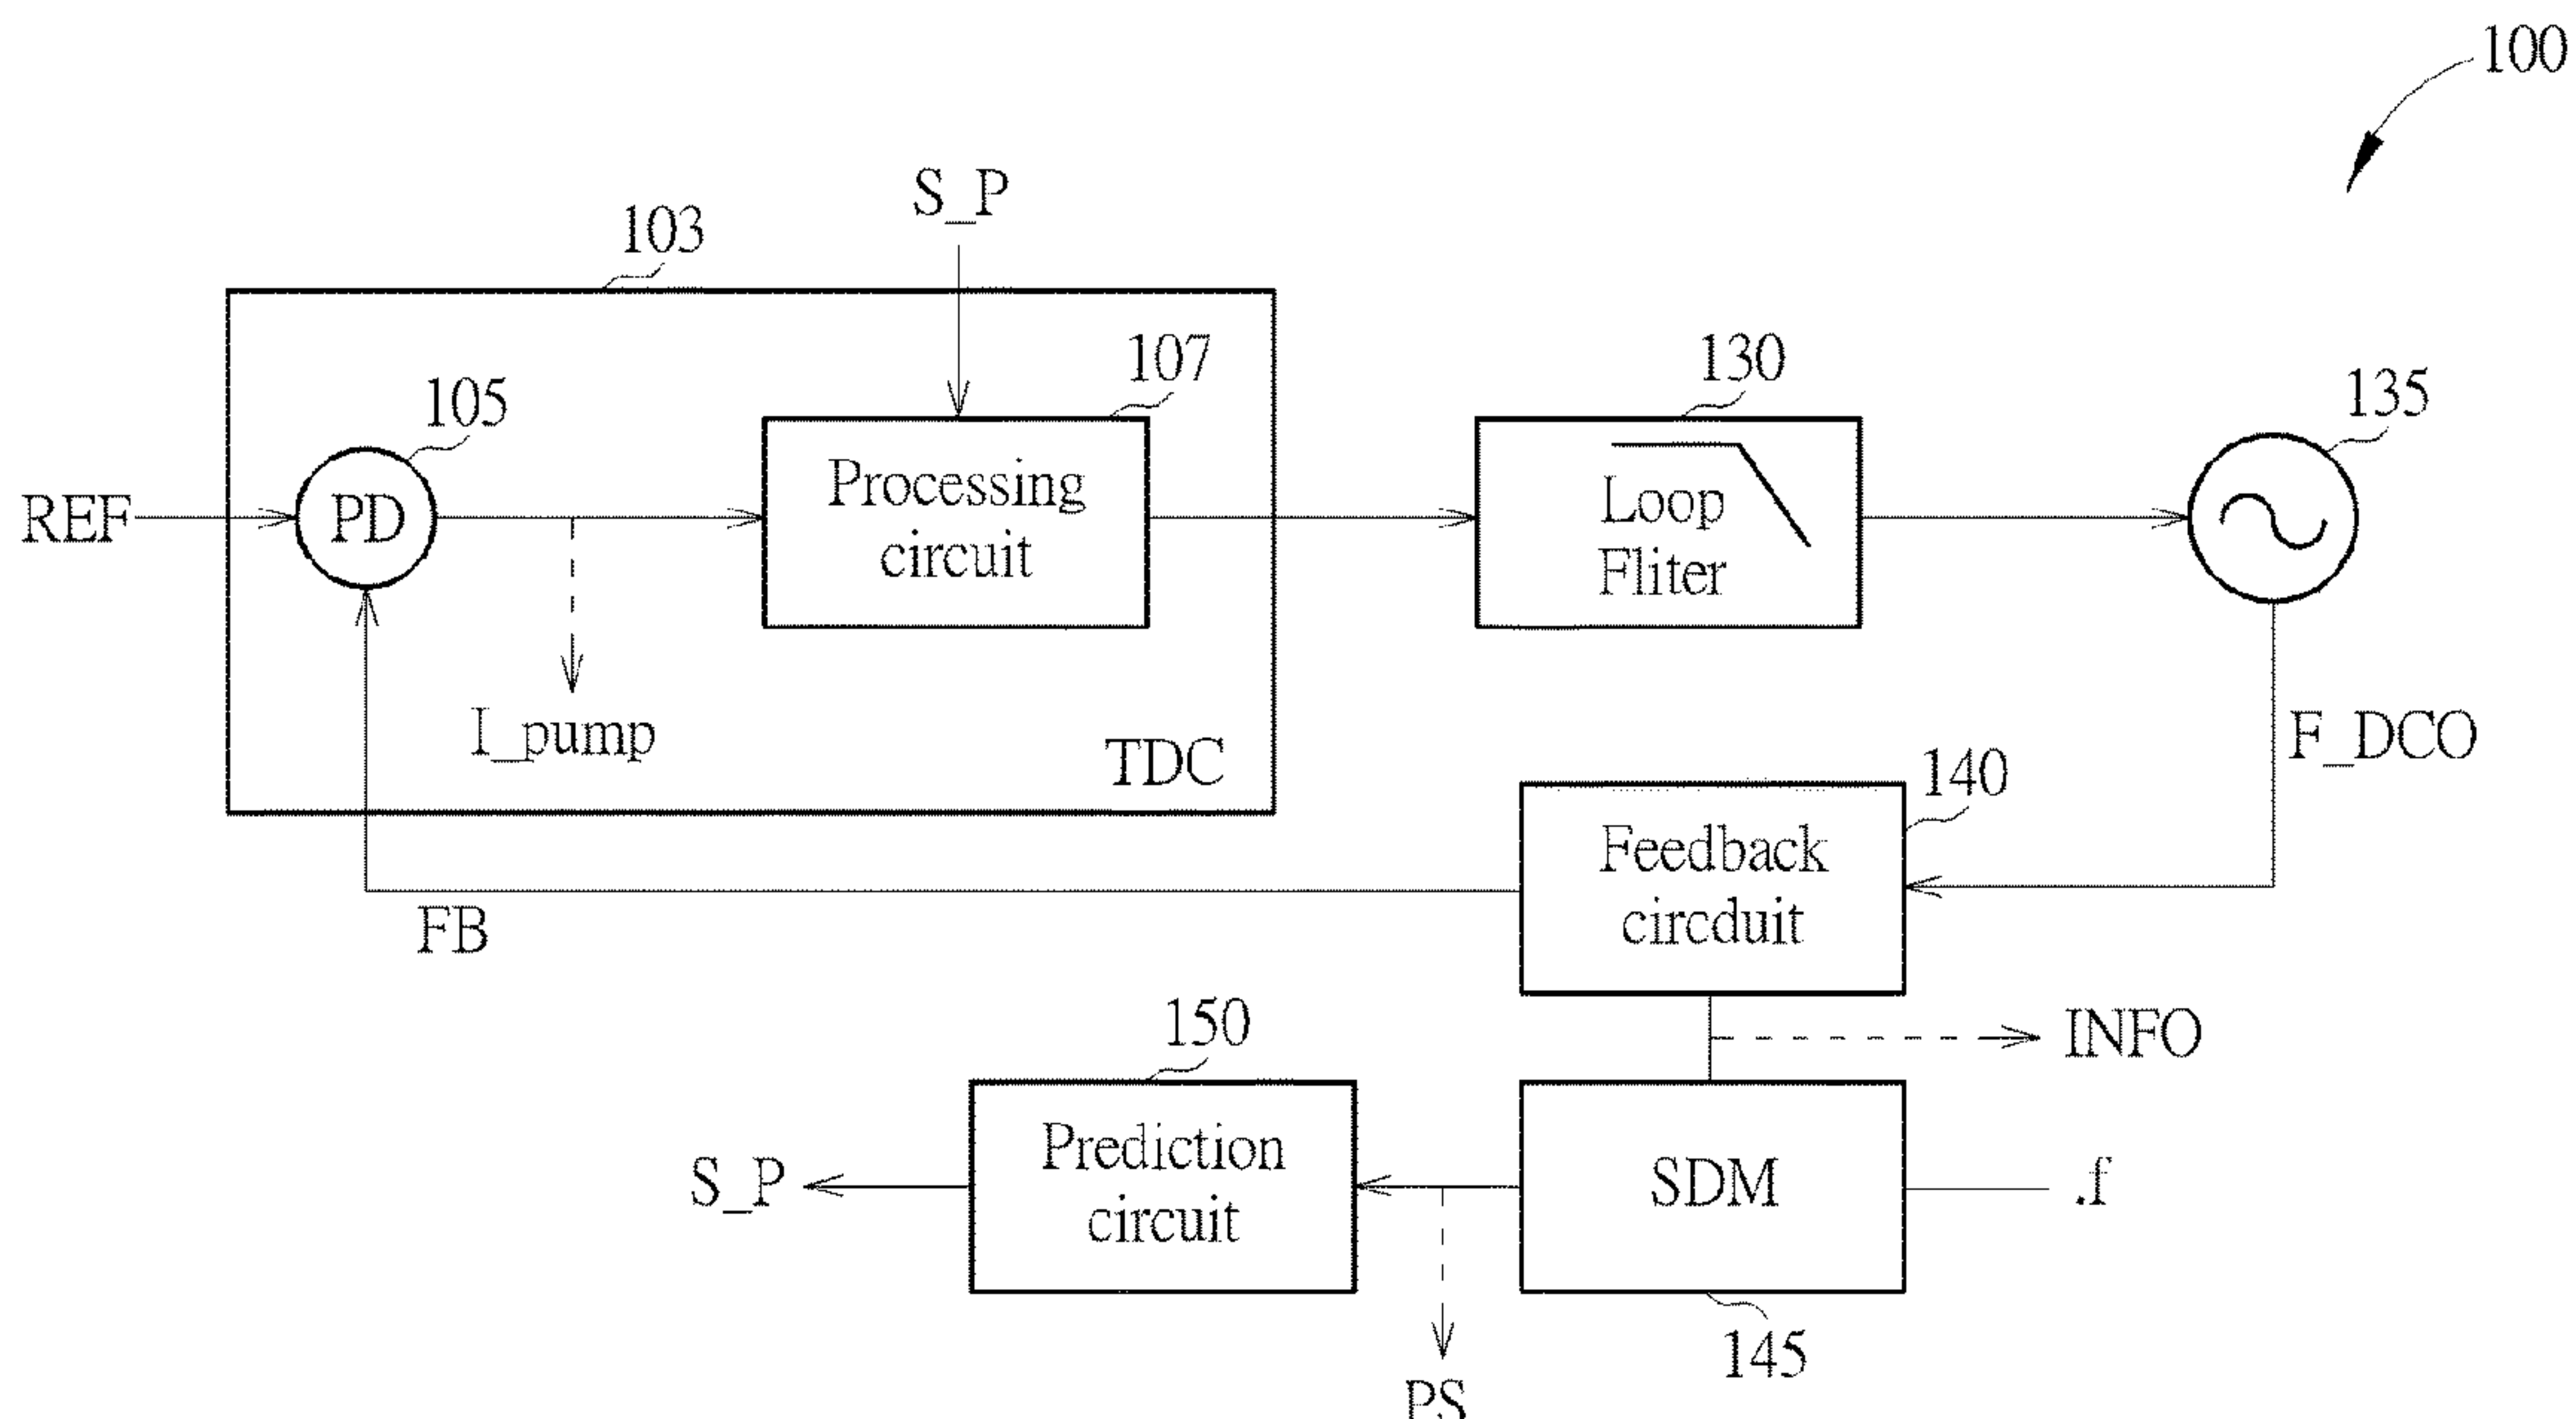 100
S_P
103
107
130
135
105
REF
PD
Processing
circuit
Loop
Fliter
I_pump
TDC
F_DCO
140
Feedback
circduit
FB
150
INFO
Prediction
circuit
S_P
SDM
.f
145
PS